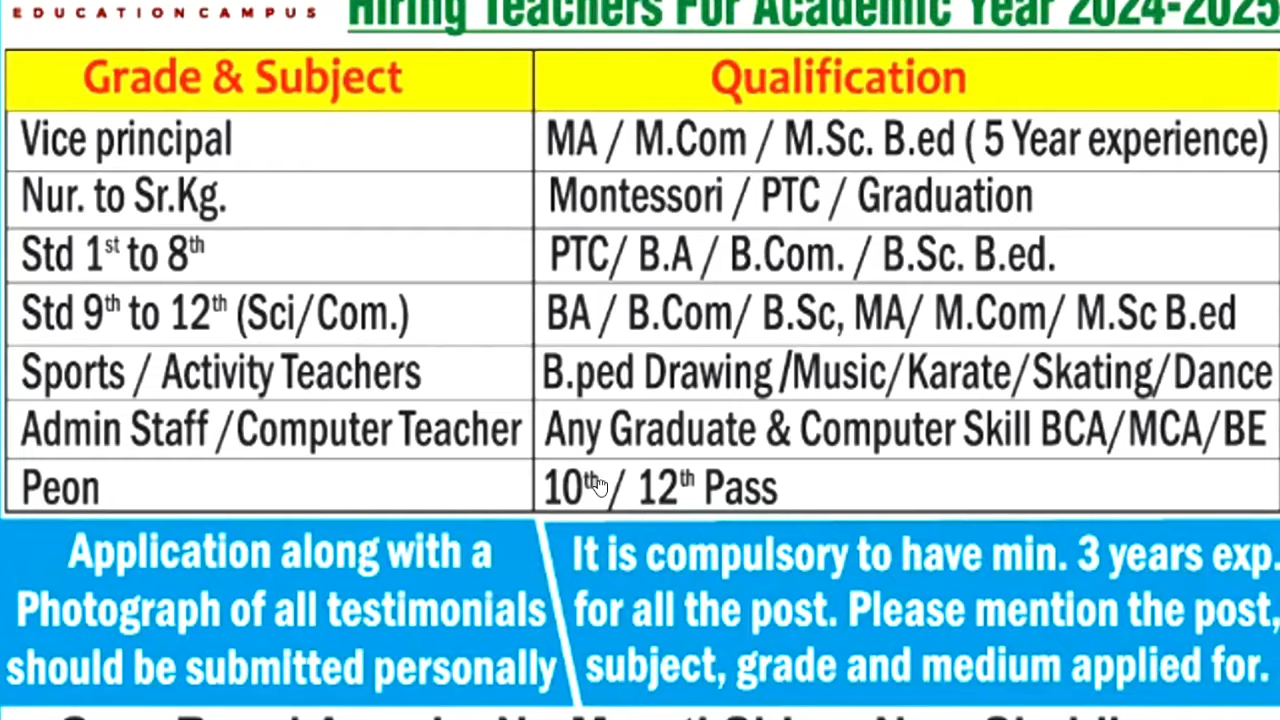 EDUCATION CAMPUS
Hiring Teachers For Academic Year 2024-2025
Grade & Subject Qualification
Vice principal MA / M.Com / M.Sc. B.ed ( 5 Year experience)
Nur. to Sr.Kg. Montessori / PTC / Graduation
Std 1st to 8th PTC/ B.A / B.Com. / B.Sc. B.ed.
Std 9th to 12th (Sci/Com.) BA / B.Com/ B.Sc, MA/ M.Com/ M.Sc B.ed
Sports / Activity Teachers B.ped Drawing /Music/Karate/Skating/Dance
Admin Staff /Computer Teacher Any Graduate & Computer Skill BCA/MCA/BE
Peon 10th / 12th Pass
Application along with a
Photograph of all testimonials
should be submitted personally
It is compulsory to have min. 3 years exp.
for all the post. Please mention the post,
subject, grade and medium applied for.